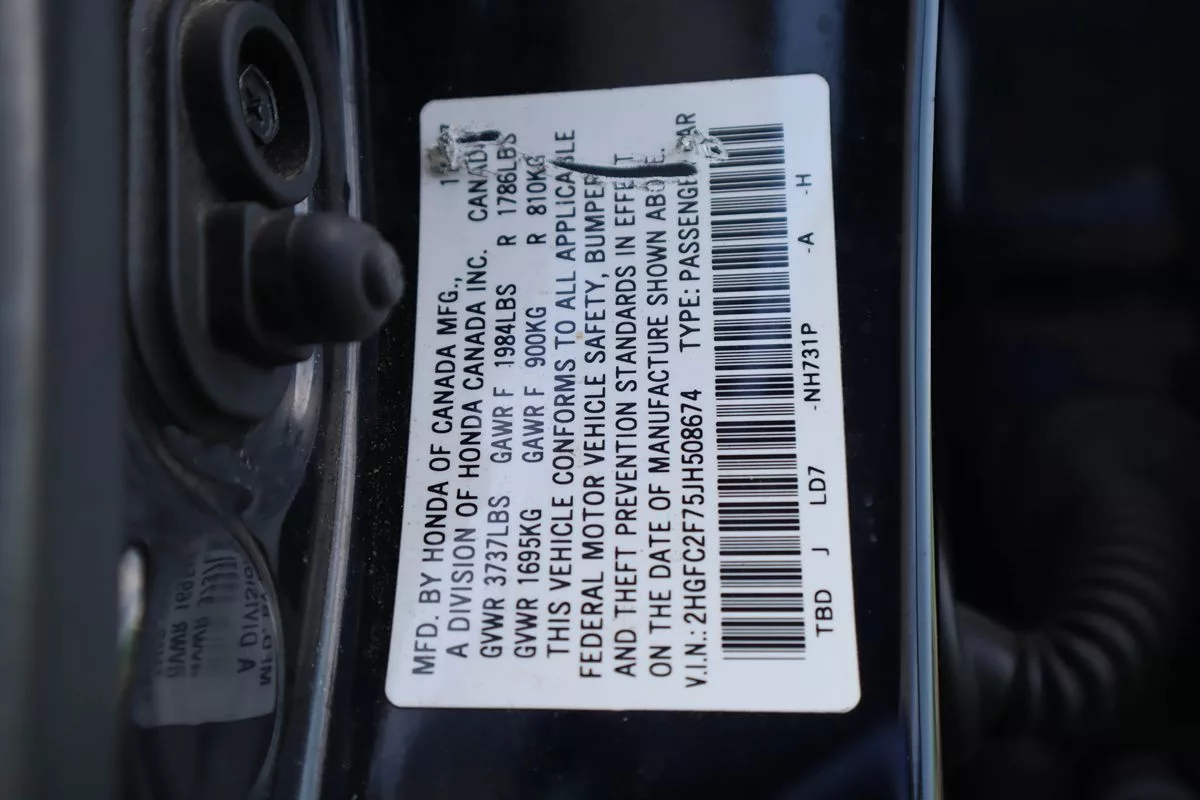 MFD. BY HONDA OF CANADA MFG.,
A DIVISION OF HONDA CANADA INC. CANADA
GVWR 3737LBS GAWR F 1984LBS R 1786LBS
GVWR 1695KG GAWR F 900KG R 810KG
THIS VEHICLE CONFORMS TO ALL APPLICABLE
FEDERAL MOTOR VEHICLE SAFETY, BUMPER
AND THEFT PREVENTION STANDARDS IN EFFECT
ON THE DATE OF MANUFACTURE SHOWN ABOVE.
V.I.N.: 2HGFC2F75JH508674 TYPE: PASSENGER CAR
TBD J LD7 -NH731P -A -H